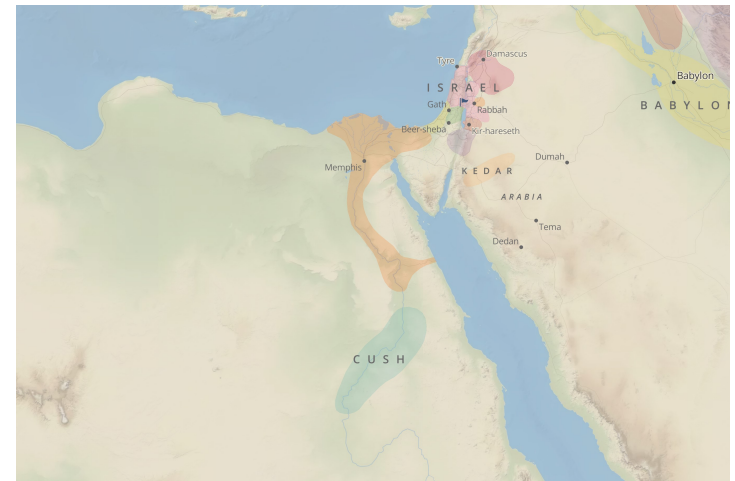 Damascus
Tyre
ISRAEL
Babylon
Gath
Rabbah
BABYLON
Beer-sheba
Kir-hareseth
Dumah
Memphis
KEDAR
ARABIA
Tema
Dedan
CUSH